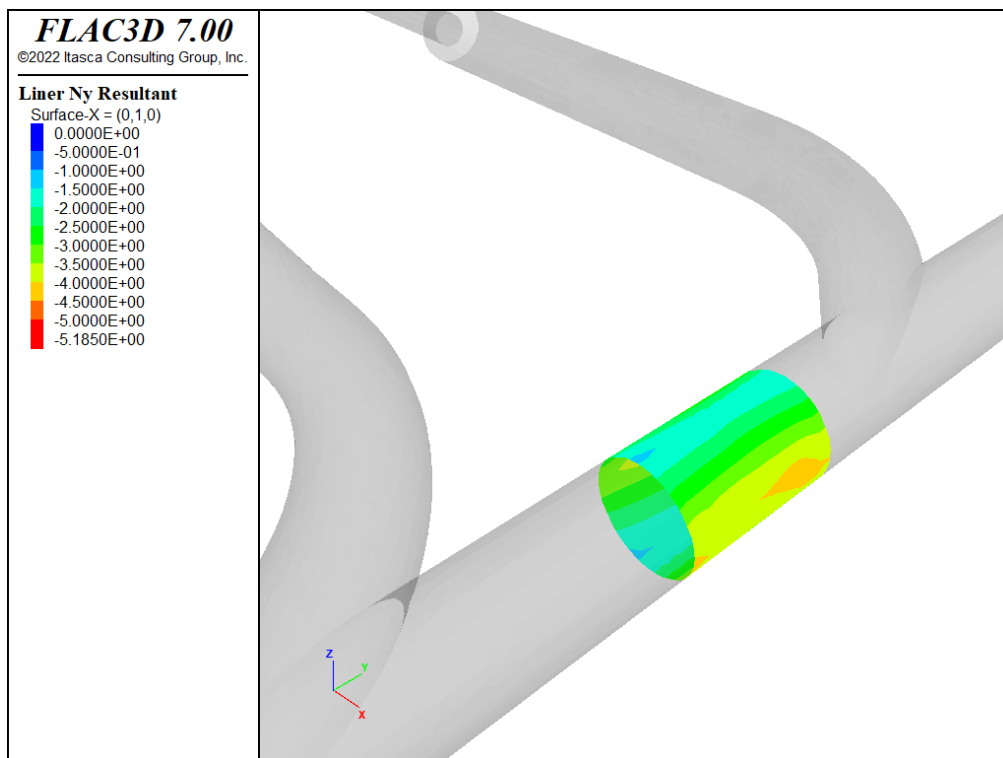 FLAC3D 7.00
©2022 Itasca Consulting Group, Inc.
Liner Ny Resultant
Surface-X = (0,1,0)
0.0000E+00
-5.0000E-01
-1.0000E+00
-1.5000E+00
-2.0000E+00
-2.5000E+00
-3.0000E+00
-3.5000E+00
-4.0000E+00
-4.5000E+00
-5.0000E+00
-5.1850E+00
Z
Y
X